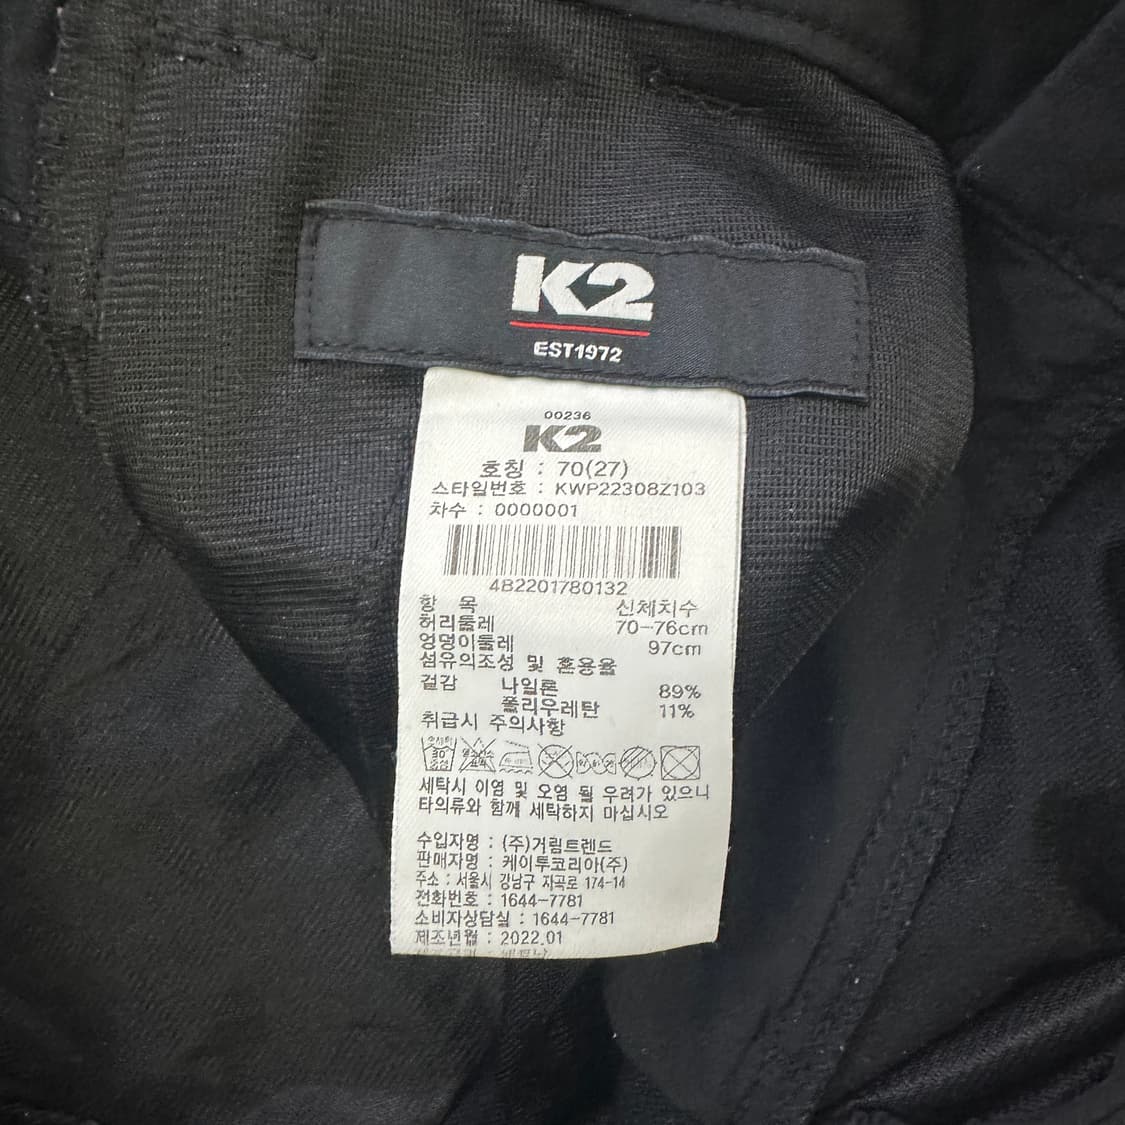 K2
EST1972
00236
K2
호칭 : 70(27)
스타일번호 : KWP22308Z103
차수 : 0000001
482201780132
항 목 신체치수
허리둘레 70-76cm
엉덩이둘레 97cm
섬유의조성 및 혼용율
겉감 나일론 89%
폴리우레탄 11%
취급시 주의사항
30
세탁시 이염 및 오염 될 우려가 있으니
타의류와 함께 세탁하지 마십시오
수입자명 : (주)거림트렌드
판매자명 : 케이투코리아(주)
주소 : 서울시 강남구 자곡로 174-14
전화번호 : 1644-7781
소비자상담실 : 1644-7781
제조년월 : 2022.01